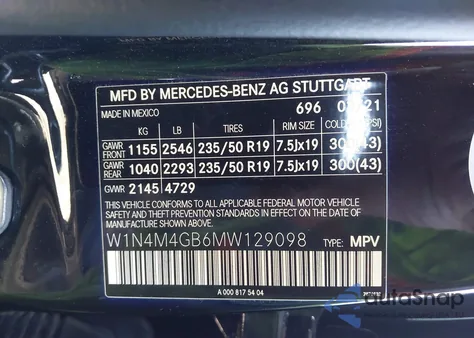 MFD BY MERCEDES-BENZ AG STUTTGART
MADE IN MEXICO 696
KG LB TIRES RIM SIZE
GAWR FRONT 1155 2546 235/50 R19 7.5Jx19
GAWR REAR 1040 2293 235/50 R19 7.5Jx19 300(43)
GVWR 2145 4729
THIS VEHICLE CONFORMS TO ALL APPLICABLE FEDERAL MOTOR VEHICLE
SAFETY, BUMPER, AND THEFT PREVENTION STANDARDS IN EFFECT ON THE DATE OF
MANUFACTURE SHOWN ABOVE.
W1N4M4GB6MW129098 TYPE: MPV
A 000 817 54 04
autoSnap